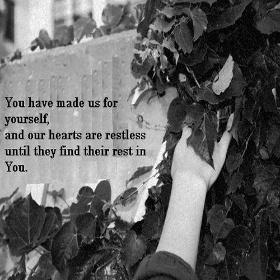 You have made us for
yourself,
and our hearts are restless
until they find their rest in
You.